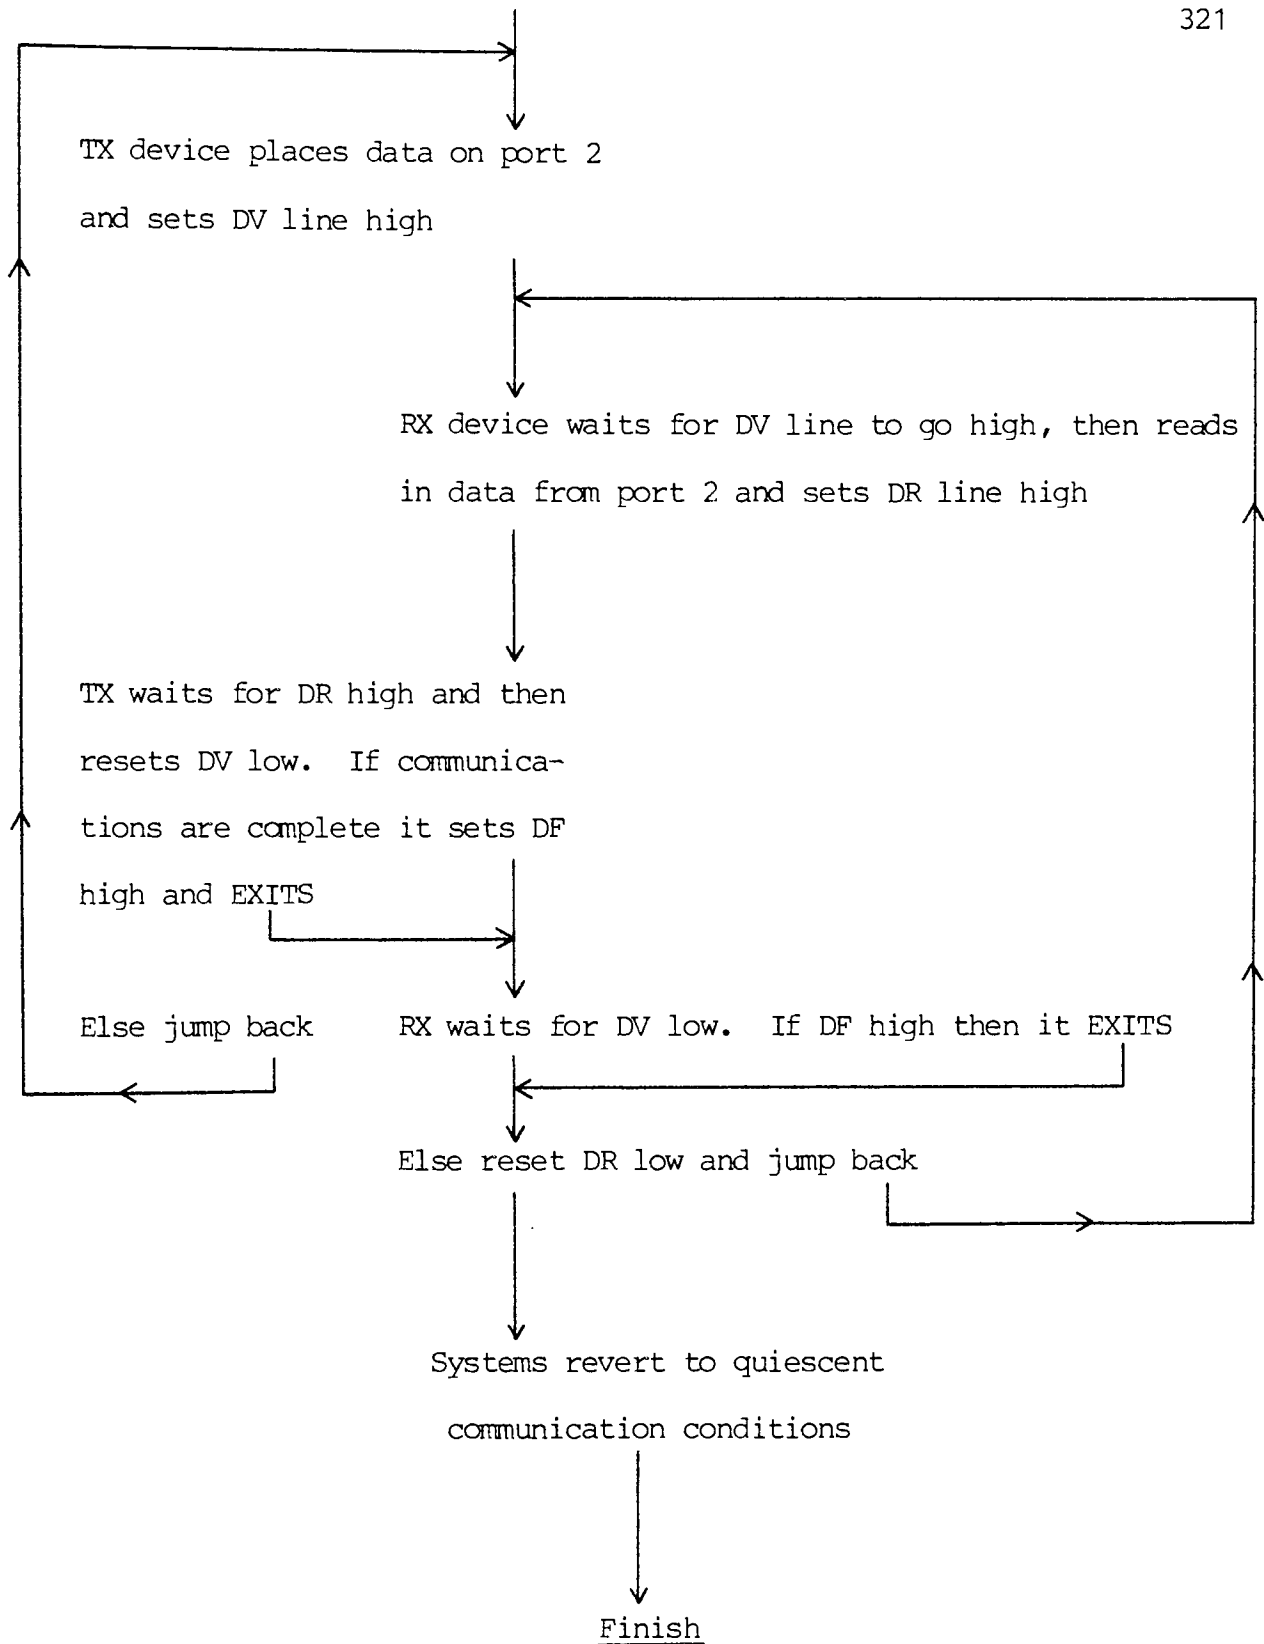 321
TX device places data on port 2
and sets DV line high
RX device waits for DV line to go high, then reads
in data from port 2 and sets DR line high
TX waits for DR high and then
resets DV low. If communica-
tions are complete it sets DF
high and EXITS
Else jump back
RX waits for DV low. If DF high then it EXITS
Else reset DR low and jump back
Systems revert to quiescent
communication conditions
Finish